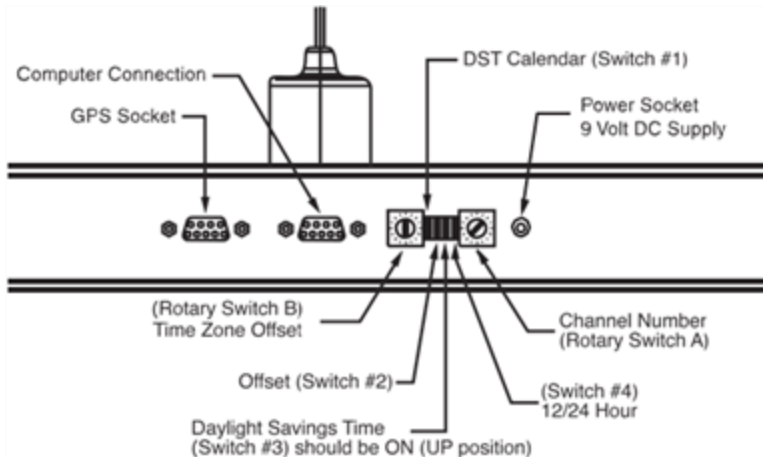 Computer Connection
GPS Socket
DST Calendar (Switch #1)
Power Socket
9 Volt DC Supply
(Rotary Switch B)
Time Zone Offset
Channel Number
(Rotary Switch A)
Offset (Switch #2)
(Switch #4)
12/24 Hour
Daylight Savings Time
(Switch #3) should be ON (UP position)